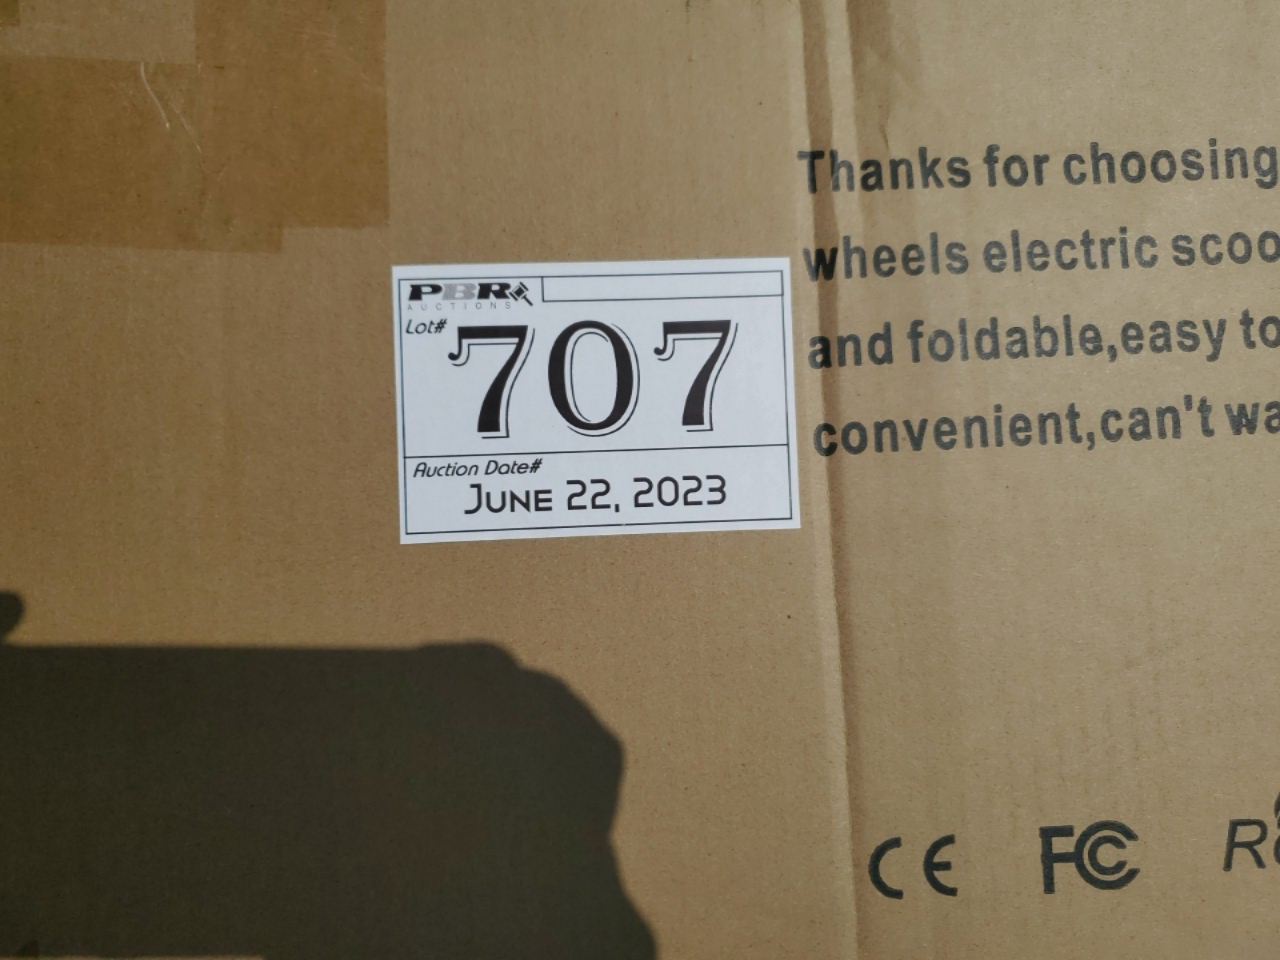 PBR
AUCTIONS
Lot#
707
Auction Date#
JUNE 22, 2023
Thanks for choosing
wheels electric scoo
and foldable,easy to
convenient,can't wa
CE FC R